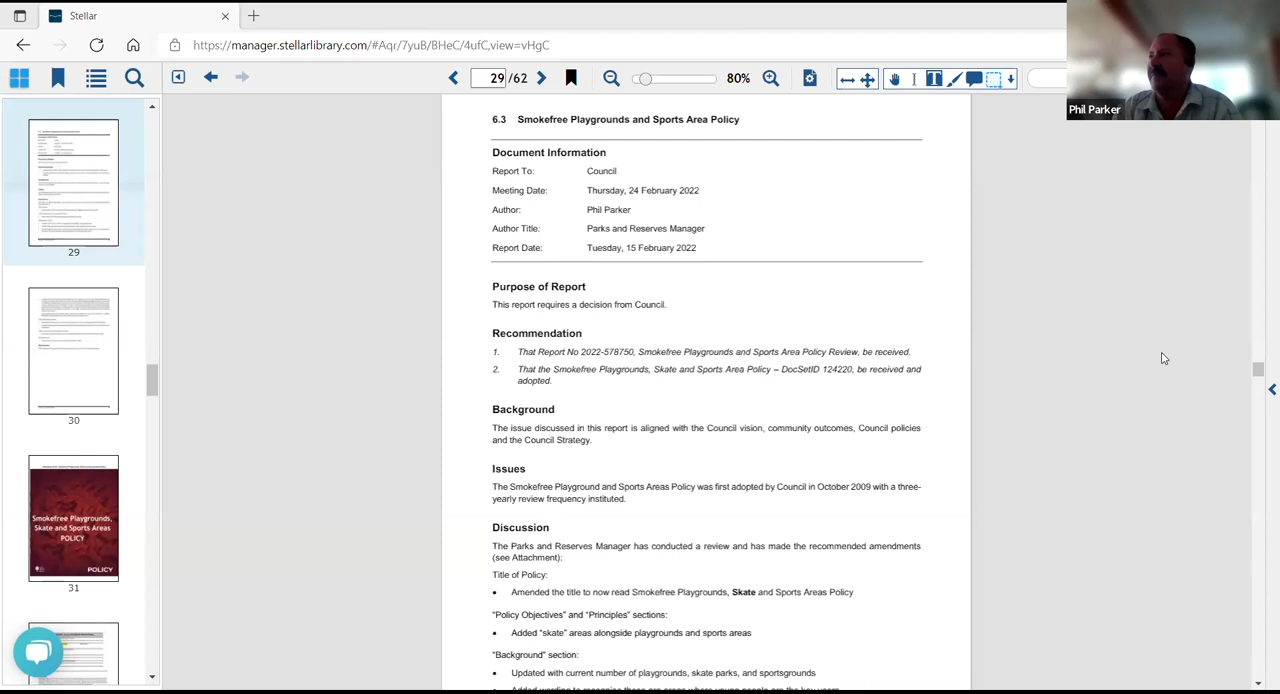 Stellar
https://manager.stellarlibrary.com/#Aqr/7yuB/BHeC/4ufC,view=vHgC
29 /62
80%
Phil Parker
29
30
Smokefree Playgrounds,
Skate and Sports Areas
POLICY
POLICY
31
6.3 Smokefree Playgrounds and Sports Area Policy
Document Information
Report To: Council
Meeting Date: Thursday, 24 February 2022
Author: Phil Parker
Author Title: Parks and Reserves Manager
Report Date: Tuesday, 15 February 2022
Purpose of Report
This report requires a decision from Council.
Recommendation
1. That Report No 2022-578750, Smokefree Playgrounds and Sports Area Policy Review, be received.
2. That the Smokefree Playgrounds, Skate and Sports Area Policy – DocSetID 124220, be received and
adopted.
Background
The issue discussed in this report is aligned with the Council vision, community outcomes, Council policies
and the Council Strategy.
Issues
The Smokefree Playground and Sports Areas Policy was first adopted by Council in October 2009 with a three-
yearly review frequency instituted.
Discussion
The Parks and Reserves Manager has conducted a review and has made the recommended amendments
(see Attachment):
Title of Policy:
• Amended the title to now read Smokefree Playgrounds, Skate and Sports Areas Policy
"Policy Objectives" and "Principles" sections:
• Added "skate" areas alongside playgrounds and sports areas
"Background" section:
• Updated with current number of playgrounds, skate parks, and sportsgrounds